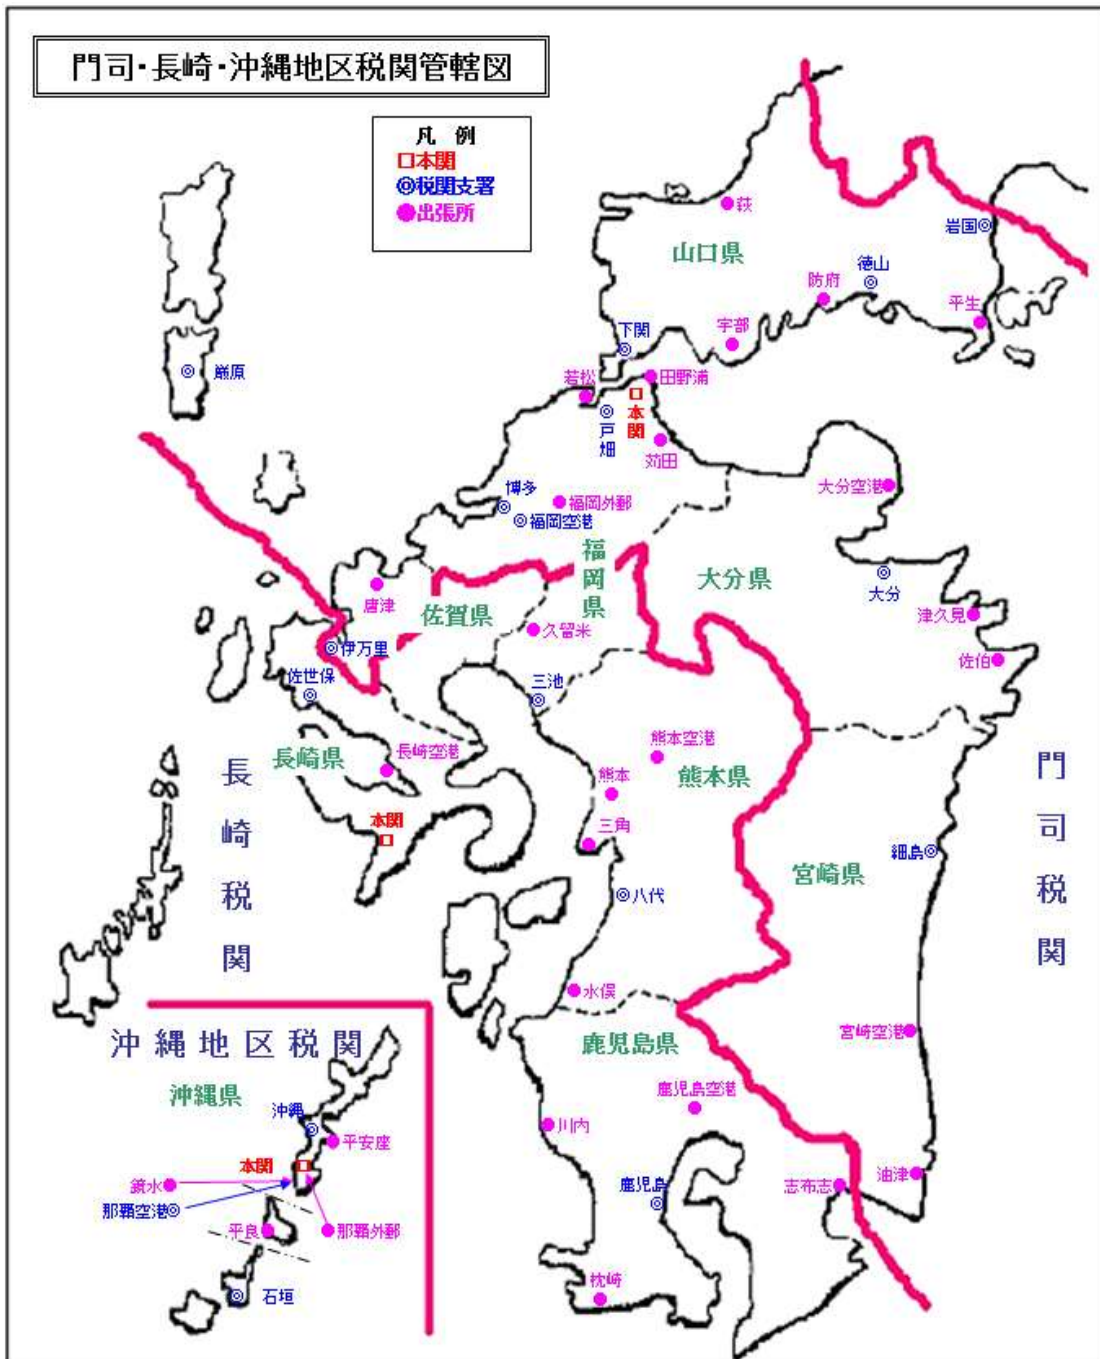 門司･長崎･沖縄地区税関管轄図
凡 例
本関
税関支署
出張所
萩
岩国
山口県
徳山
防府
平生
宇部
下関
厳原
若松
田野浦
本関
戸畑
苅田
博多
福岡外郵
福岡空港
大分空港
福岡県
大分県
大分
唐津
佐賀県
久留米
津久見
伊万里
佐世保
三池
佐伯
長崎県
長崎空港
熊本空港
熊本県
熊本
長崎税関
門司税関
本関
三角
細島
宮崎県
八代
水俣
沖縄地区税関
鹿児島県
宮崎空港
沖縄県
鹿児島空港
沖縄
川内
平安座
本関
鏡水
那覇空港
鹿児島
志布志
油津
平良
那覇外郵
石垣
枕崎